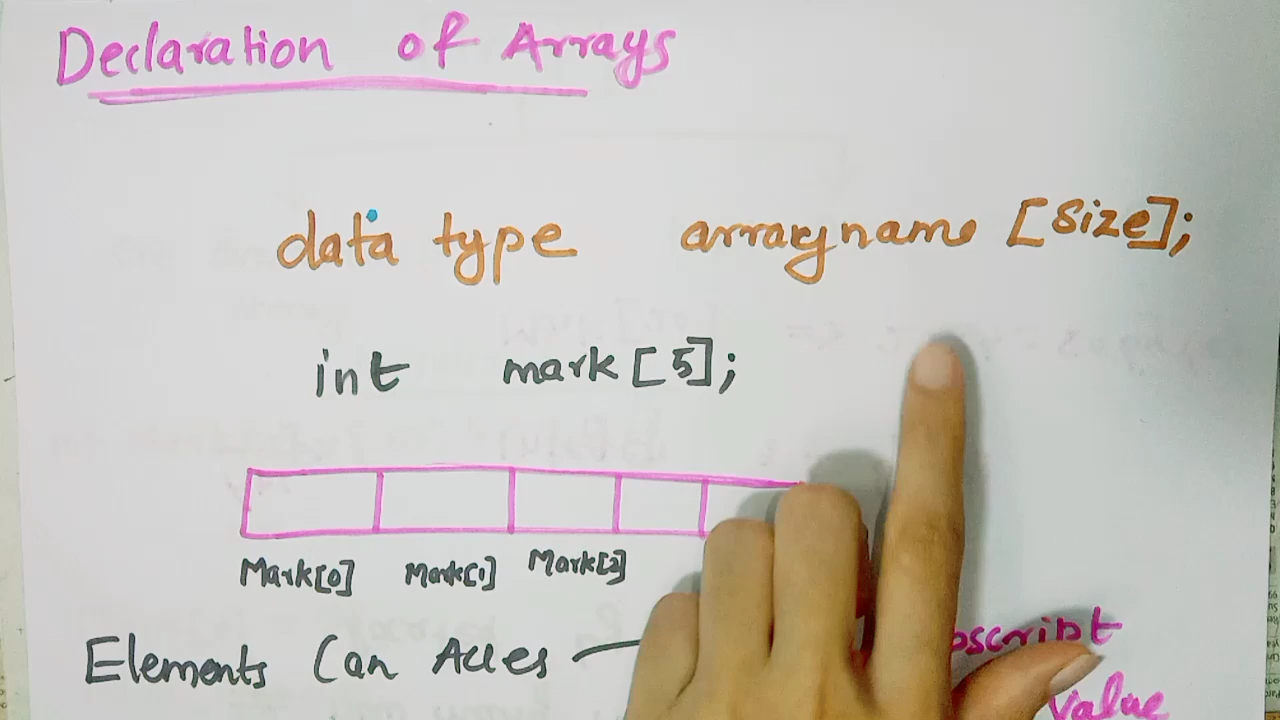 Declaration of Arrays
data type arrayname [Size];
int mark[5];
Mark[0] Mark[1] Mark[2]
Elements Can Acces
value